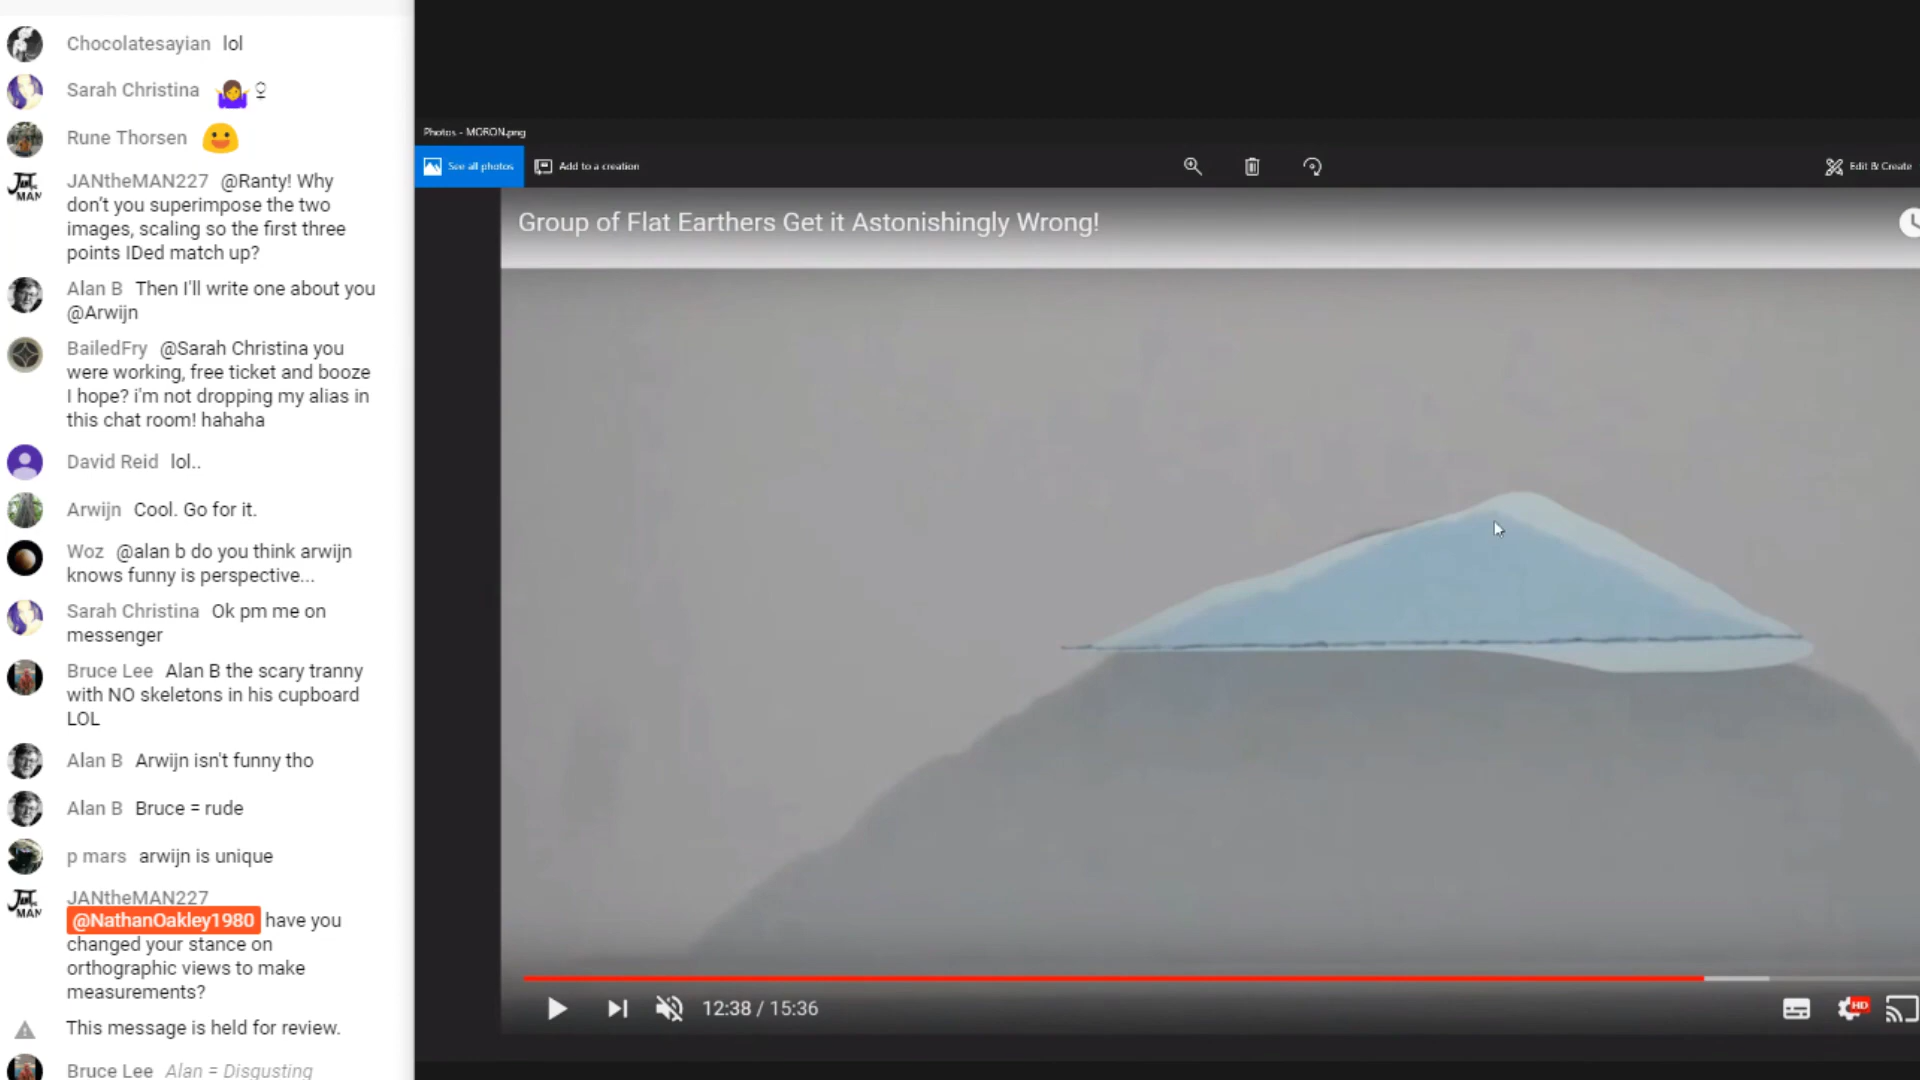 Chocolatesayian lol
Sarah Christina
Rune Thorsen
JANtheMAN227 @Ranty! Why
don't you superimpose the two
images, scaling so the first three
points IDed match up?
Alan B Then I'll write one about you
@Arwijn
BailedFry @Sarah Christina you
were working, free ticket and booze
I hope? i'm not dropping my alias in
this chat room! hahaha
David Reid lol..
Arwijn Cool. Go for it.
Woz @alan b do you think arwijn
knows funny is perspective...
Sarah Christina Ok pm me on
messenger
Bruce Lee Alan B the scary tranny
with NO skeletons in his cupboard
LOL
Alan B Arwijn isn't funny tho
Alan B Bruce = rude
p mars arwijn is unique
JANtheMAN227
@NathanOakley1980 have you
changed your stance on
orthographic views to make
measurements?
This message is held for review.
Bruce Lee Alan = Disgusting
Photos - MORON.png
See all photos
Add to a creation
Edit & Create
Group of Flat Earthers Get it Astonishingly Wrong!
12:38 / 15:36
HD